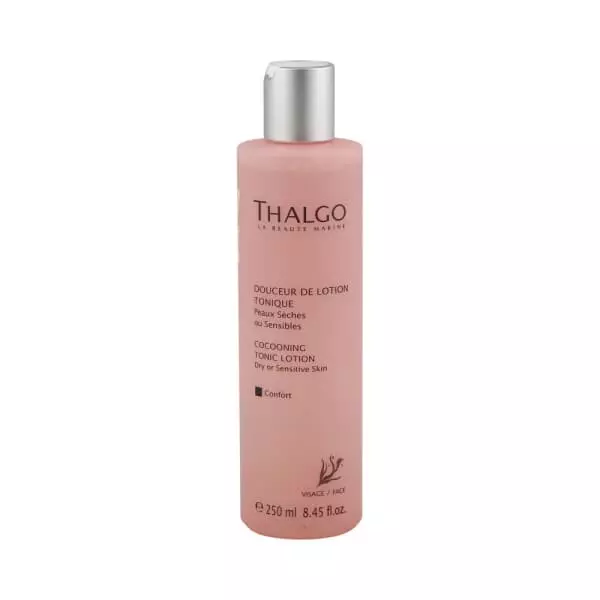 THALGO
LA BEAUTÉ MARINE
DOUCEUR DE LOTION
TONIQUE
Peaux Sèches
ou Sensibles
COCOONING
TONIC LOTION
Dry or Sensitive Skin
Confort
VISAGE / FACE
℮ 250 ml 8.45 fl.oz.